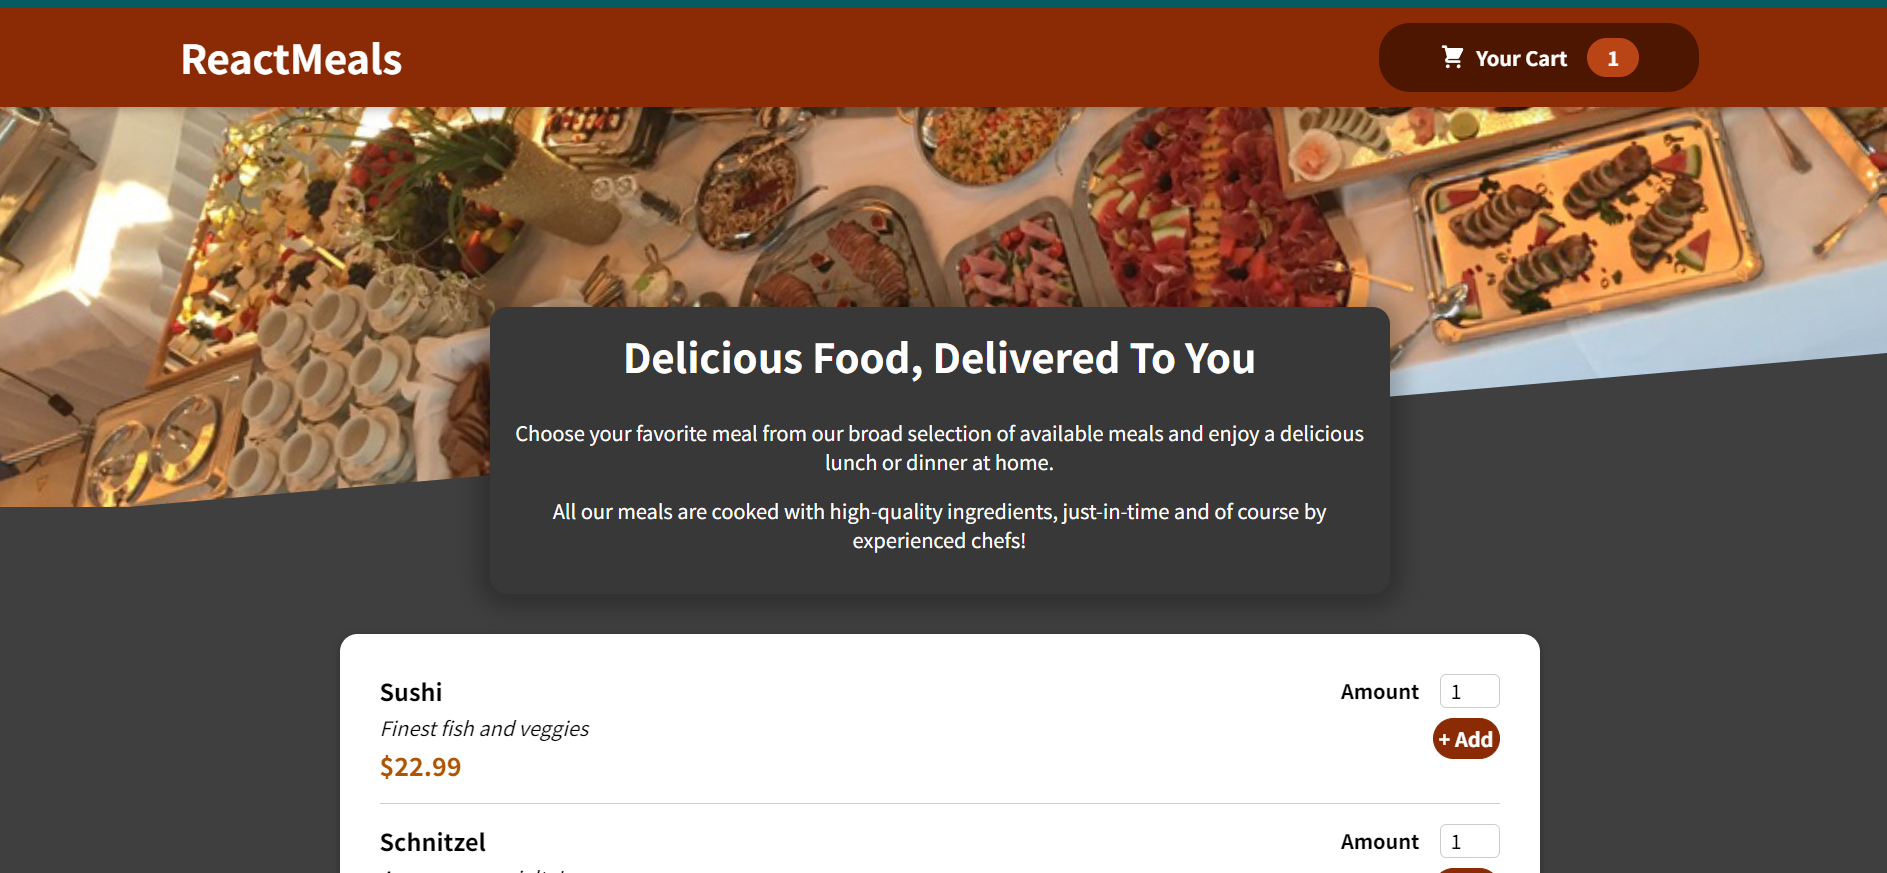 ReactMeals
Your Cart 1
Delicious Food, Delivered To You
Choose your favorite meal from our broad selection of available meals and enjoy a delicious
lunch or dinner at home.
All our meals are cooked with high-quality ingredients, just-in-time and of course by
experienced chefs!
Sushi
Amount 1
Finest fish and veggies
+ Add
$22.99
Schnitzel
Amount 1